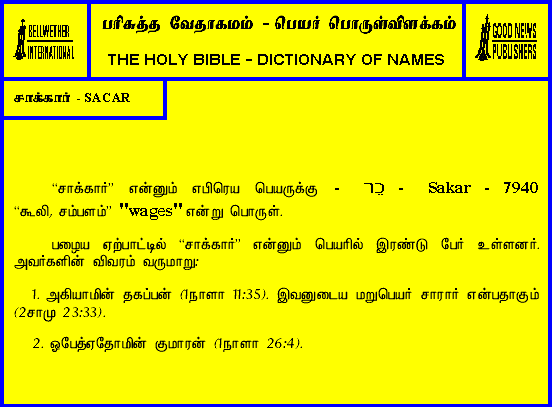 BELLWETHER
INTERNATIONAL
பரிசுத்த வேதாகமம் - பெயர் பொருள்விளக்கம்
THE HOLY BIBLE - DICTIONARY OF NAMES
GOOD NEWS
PUBLISHERS
சாக்கார் - SACAR
“சாக்கார்” என்னும் எபிரெய பெயருக்கு - כָר - Sakar - 7940
“கூலி, சம்பளம்” "wages" என்று பொருள்.
பழைய ஏற்பாட்டில் “சாக்கார்” என்னும் பெயரில் இரண்டு பேர் உள்ளனர்.
அவர்களின் விவரம் வருமாறு:
1. அகியாமின் தகப்பன் (1நாளா 11:35). இவனுடைய மறுபெயர் சாரார் என்பதாகும்
(2சாமு 23:33).
2. ஓபேத்ஏதோமின் குமாரன் (1நாளா 26:4).